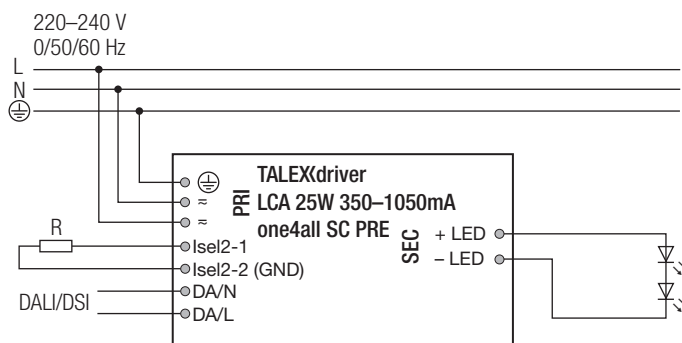 220–240 V
0/50/60 Hz
L
N
TALEXXdriver
LCA 25W 350–1050mA
one4all SC PRE
PRI
SEC
≂
≂
R
Isel2-1
Isel2-2 (GND)
DALI/DSI
DA/N
DA/L
+ LED
– LED